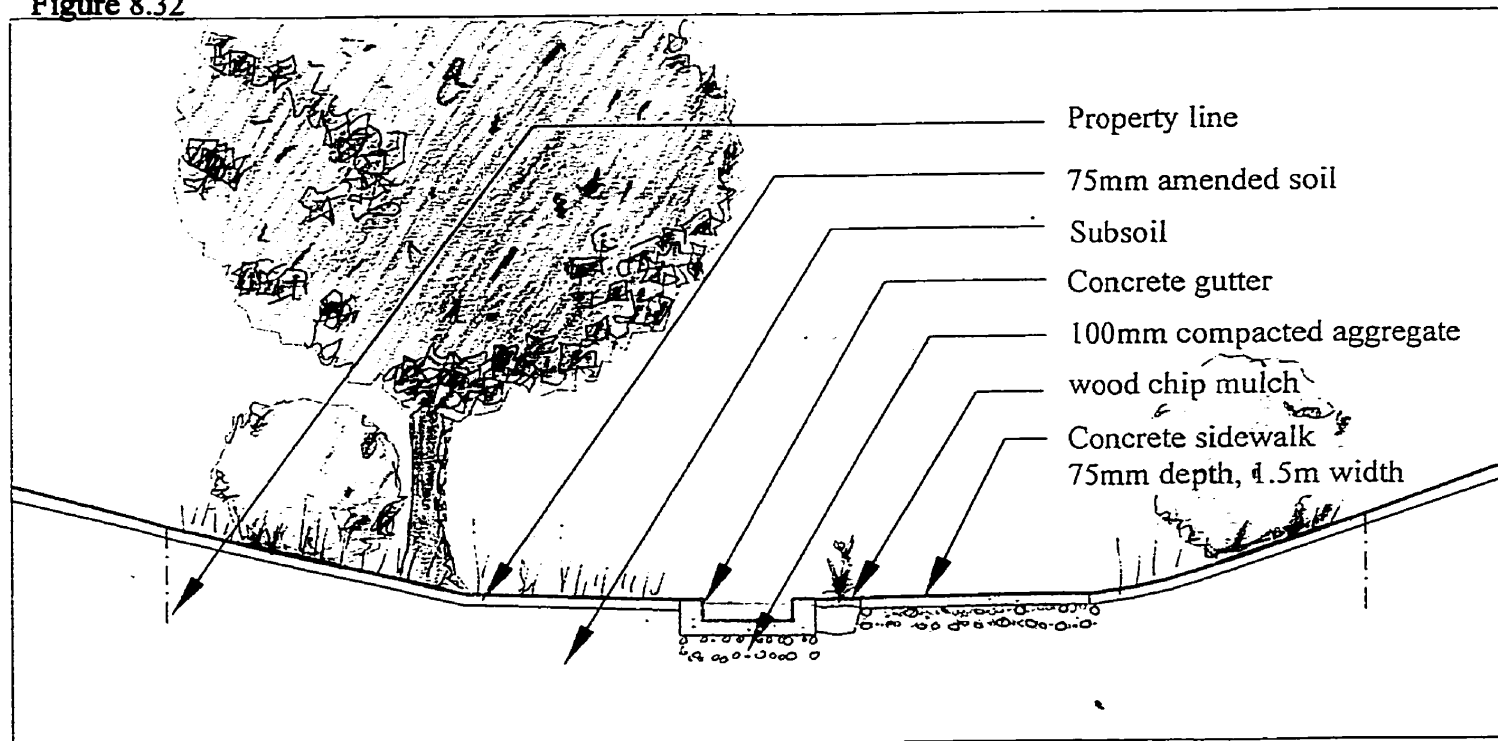 Figure 8.32
Property line
75mm amended soil
Subsoil
Concrete gutter
100mm compacted aggregate
wood chip mulch
Concrete sidewalk
75mm depth, 1.5m width